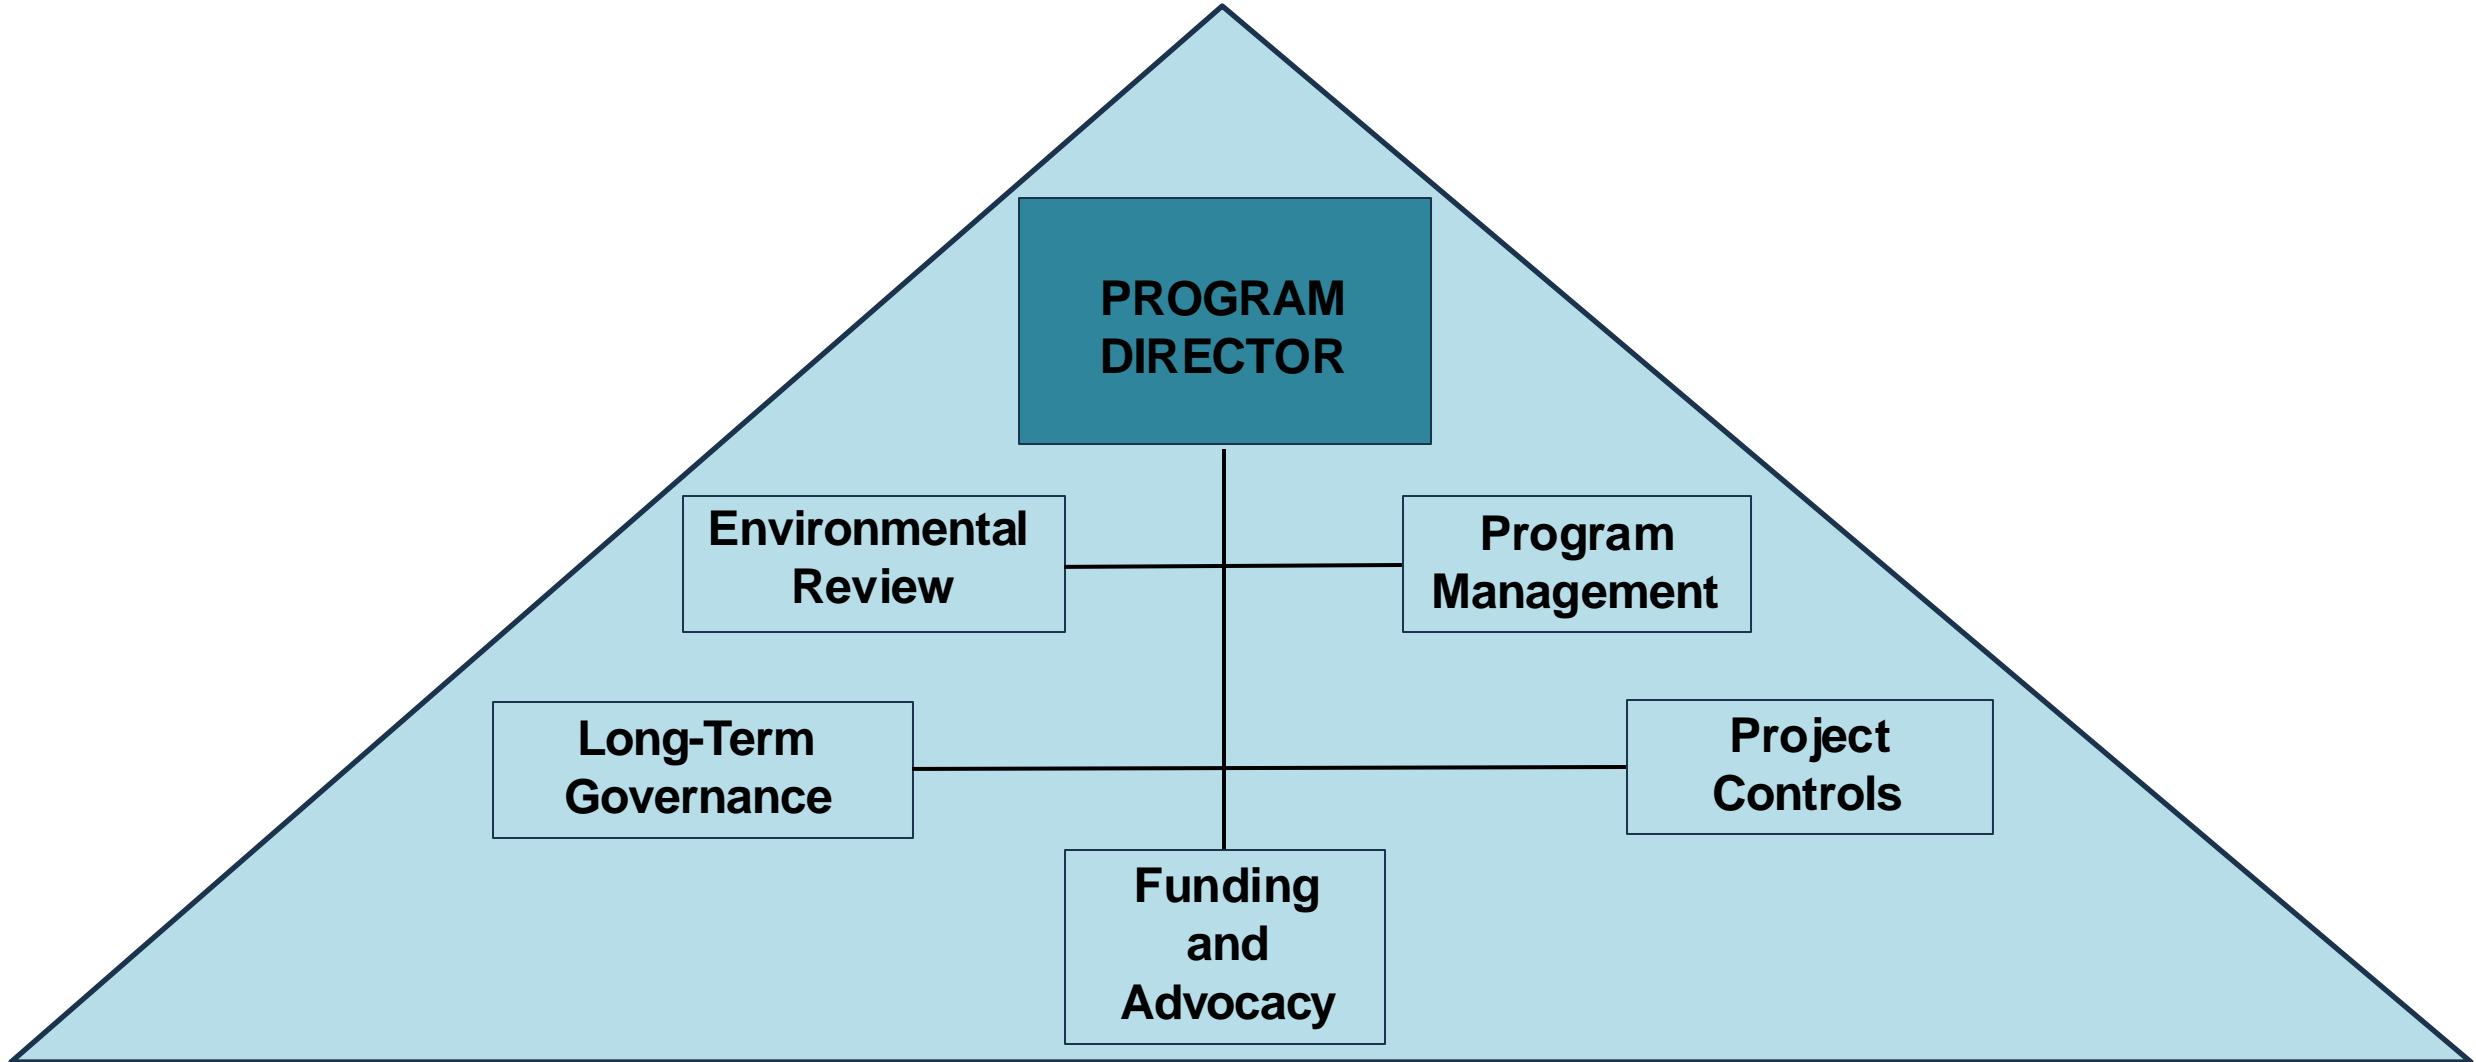 PROGRAM
DIRECTOR
Environmental
Review
Program
Management
Long-Term
Governance
Project
Controls
Funding
and
Advocacy